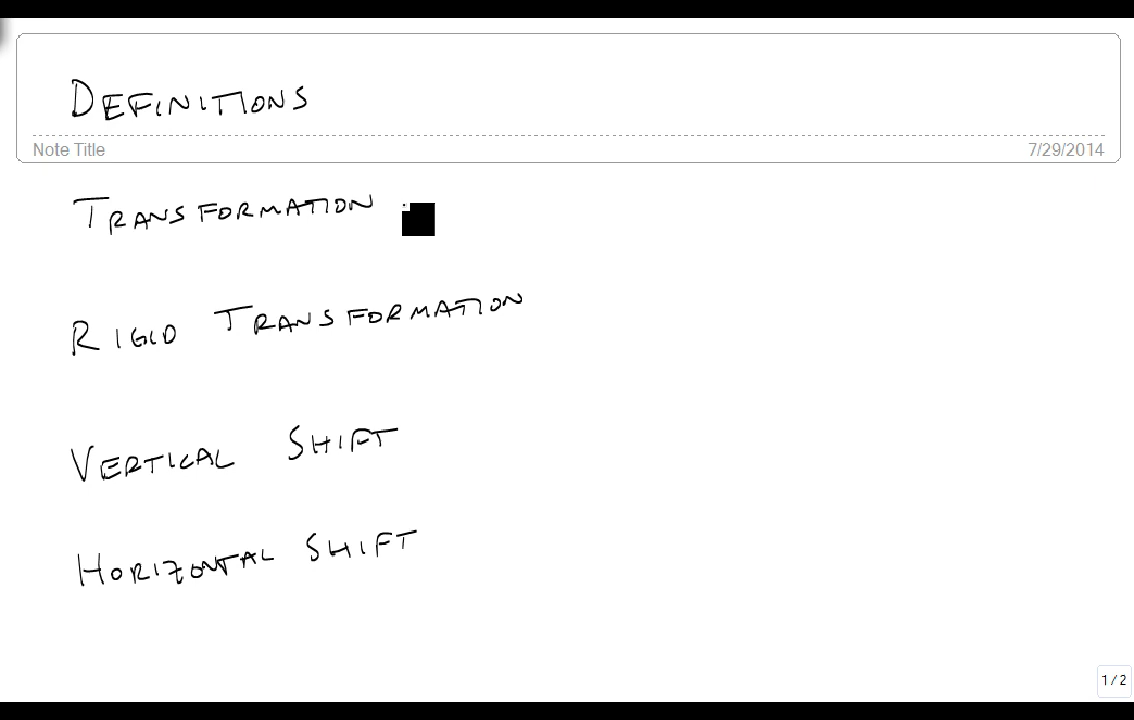 DEFINITIONS
Note Title
7/29/2014
TRANSFORMATION
RIGID TRANSFORMATION
VERTICAL SHIFT
HORIZONTAL SHIFT
1/2